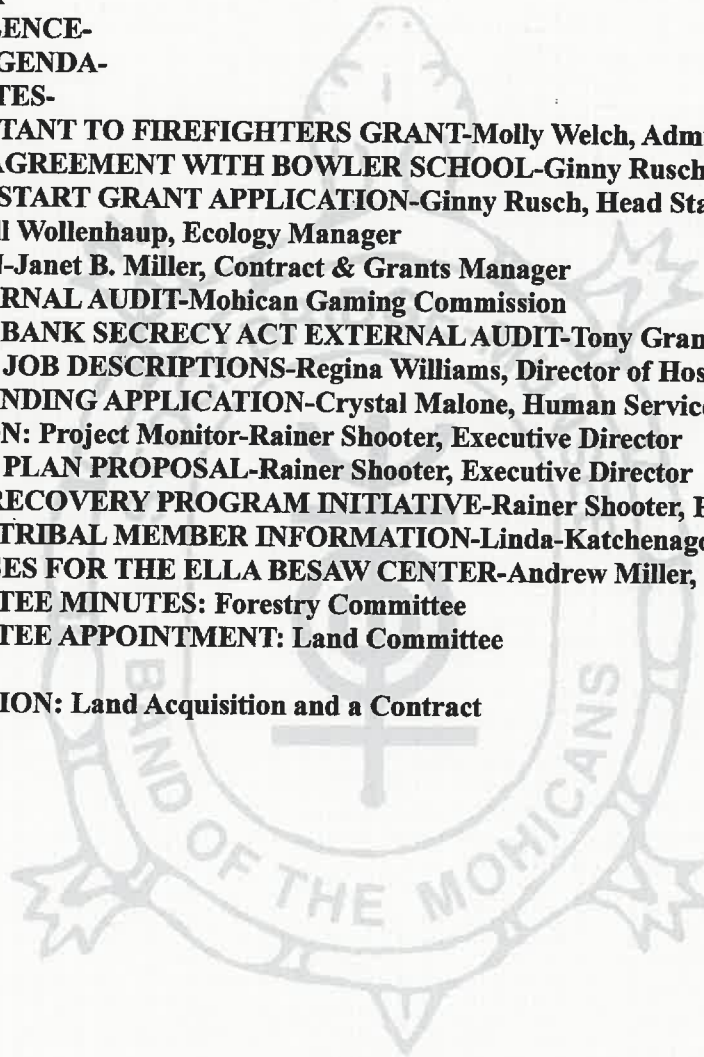 ENCE-
GENDA-
TES-
TANT TO FIREFIGHTERS GRANT-Molly Welch, Adm
AGREEMENT WITH BOWLER SCHOOL-Ginny Rusch
START GRANT APPLICATION-Ginny Rusch, Head Sta
ll Wollenhaup, Ecology Manager
-Janet B. Miller, Contract & Grants Manager
RNAL AUDIT-Mohican Gaming Commission
BANK SECRECY ACT EXTERNAL AUDIT-Tony Gran
JOB DESCRIPTIONS-Regina Williams, Director of Hos
NDING APPLICATION-Crystal Malone, Human Service
N: Project Monitor-Rainer Shooter, Executive Director
PLAN PROPOSAL-Rainer Shooter, Executive Director
RECOVERY PROGRAM INITIATIVE-Rainer Shooter, E
TRIBAL MEMBER INFORMATION-Linda-Katchenago
SES FOR THE ELLA BESAW CENTER-Andrew Miller,
TEE MINUTES: Forestry Committee
TEE APPOINTMENT: Land Committee
ION: Land Acquisition and a Contract
BAND OF THE MOHICANS